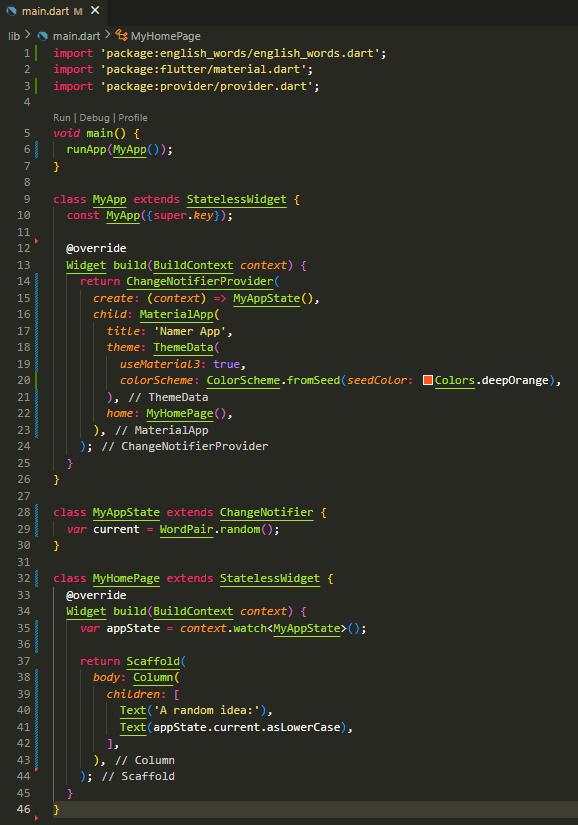 main.dart M ×
lib > main.dart > MyHomePage
1 import 'package:english_words/english_words.dart';
2 import 'package:flutter/material.dart';
3 import 'package:provider/provider.dart';
4
Run | Debug | Profile
5 void main() {
6   runApp(MyApp());
7 }
8
9 class MyApp extends StatelessWidget {
10   const MyApp({super.key});
11
12   @override
13   Widget build(BuildContext context) {
14     return ChangeNotifierProvider(
15       create: (context) => MyAppState(),
16       child: MaterialApp(
17         title: 'Namer App',
18         theme: ThemeData(
19           useMaterial3: true,
20           colorScheme: ColorScheme.fromSeed(seedColor: Colors.deepOrange),
21         ), // ThemeData
22         home: MyHomePage(),
23       ), // MaterialApp
24     ); // ChangeNotifierProvider
25   }
26 }
27
28 class MyAppState extends ChangeNotifier {
29   var current = WordPair.random();
30 }
31
32 class MyHomePage extends StatelessWidget {
33   @override
34   Widget build(BuildContext context) {
35     var appState = context.watch<MyAppState>();
36
37     return Scaffold(
38       body: Column(
39         children: [
40           Text('A random idea:'),
41           Text(appState.current.asLowerCase),
42         ],
43       ), // Column
44     ); // Scaffold
45   }
46 }